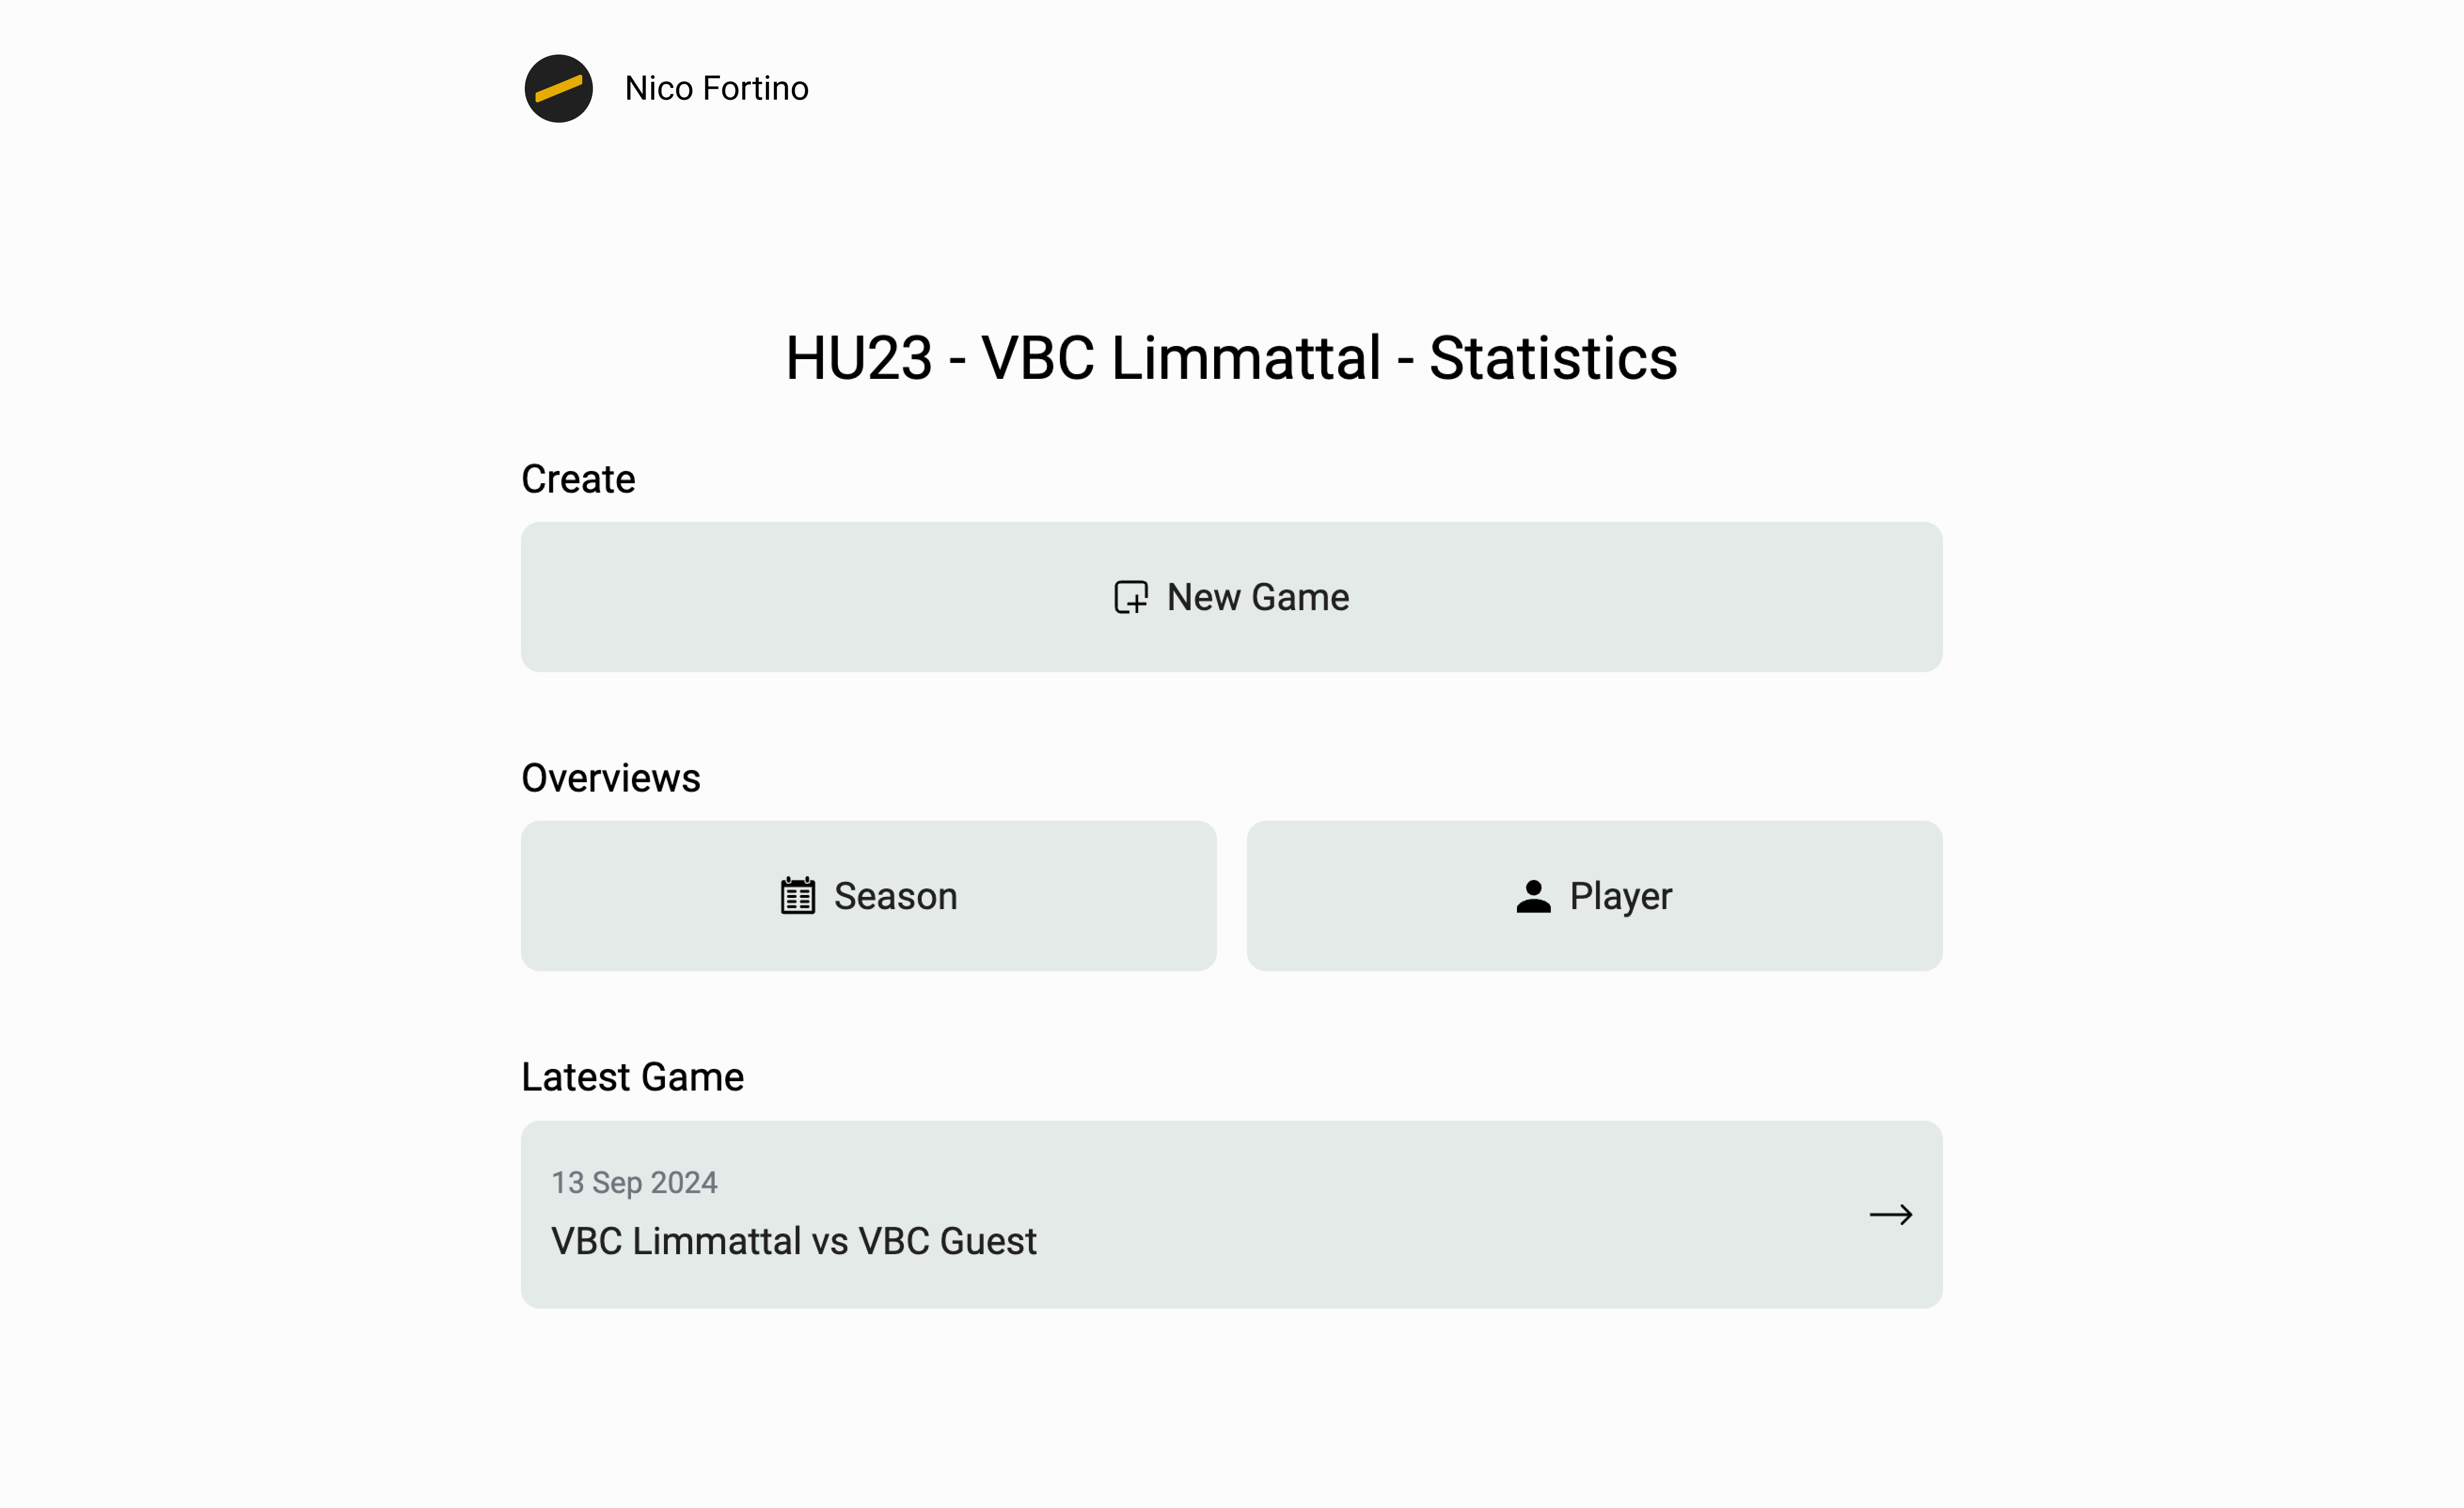 Nico Fortino
HU23 - VBC Limmattal - Statistics
Create
New Game
Overviews
Season
Player
Latest Game
13 Sep 2024
VBC Limmattal vs VBC Guest